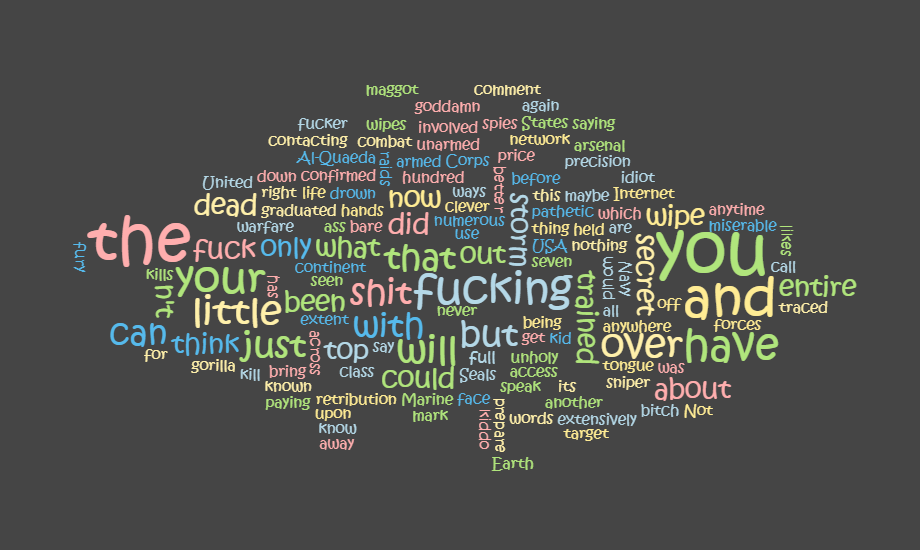 maggot comment
goddamn again
fucker wipes involved spies States saying
contacting combat unarmed network arsenal
Al-Quaeda raids armed Corps price precision
United down confirmed hundred better before idiot
right life drown now ways this maybe Internet
dead graduated hands clever storm pathetic which wipe anytime
warfare ass bare did numerous thing held are miserable
the fuck only what that out use USA nothing secret you likes
fury continent seven would Navy call
kills your n't has seen shit fucking trained all off and entire
little been never traced
can extent with but being anywhere forces
think just across top say will get kid over have
for gorilla full unholy tongue was
kill bring class could Seals access sniper about
known speak its
paying retribution Marine face kiddo prepare another
upon mark words extensively bitch Not
know target
away
Earth